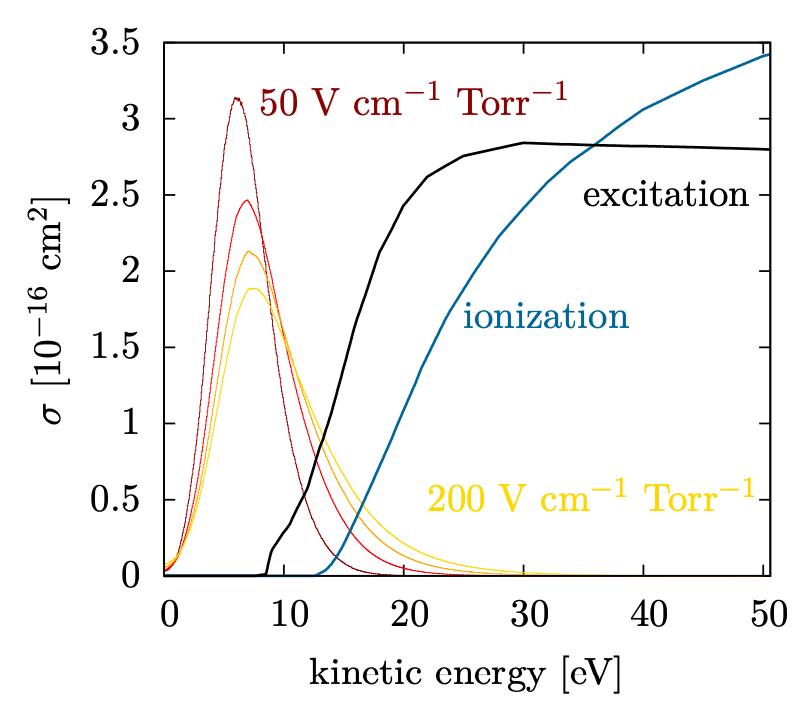 3.5
50 V cm⁻¹ Torr⁻¹
3
2.5
excitation
2
ionization
1.5
1
200 V cm⁻¹ Torr⁻¹
0.5
0
σ [10⁻¹⁶ cm²]
0 10 20 30 40 50
kinetic energy [eV]